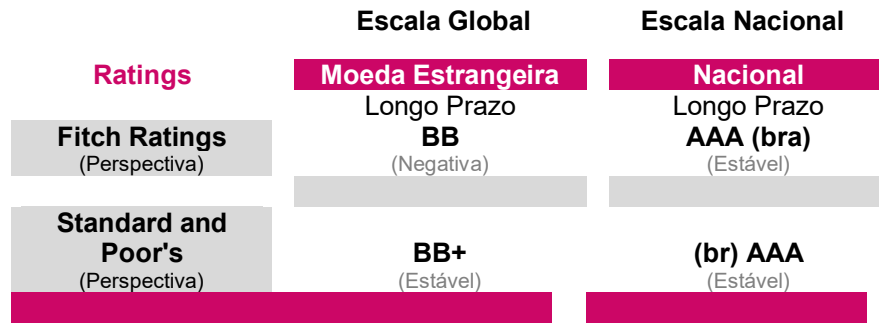 Escala Global Escala Nacional
Ratings Moeda Estrangeira Nacional
Longo Prazo Longo Prazo
Fitch Ratings BB AAA (bra)
(Perspectiva) (Negativa) (Estável)
Standard and
Poor's BB+ (br) AAA
(Perspectiva) (Estável) (Estável)